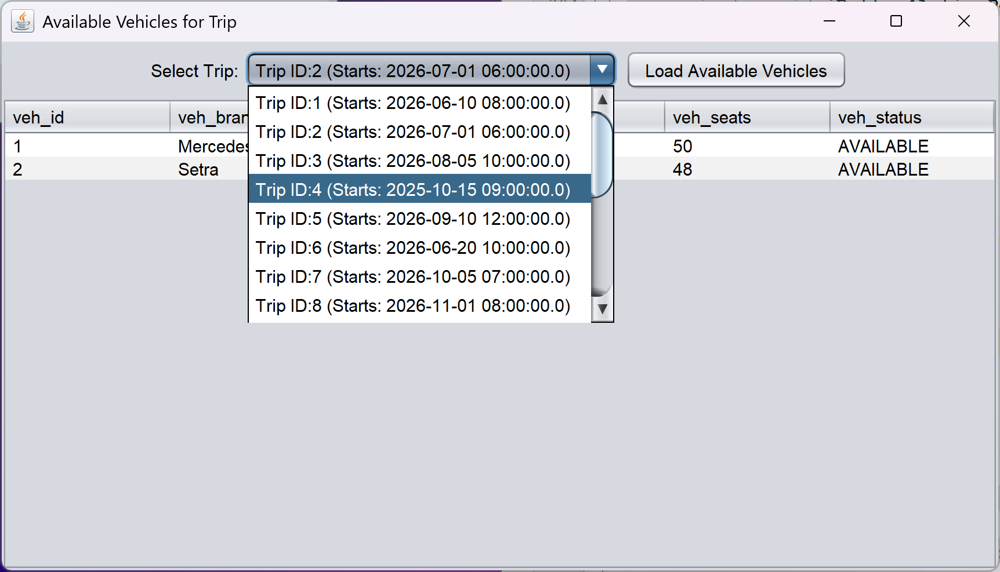 Available Vehicles for Trip
Select Trip: Trip ID:2 (Starts: 2026-07-01 06:00:00.0) Load Available Vehicles
veh_id veh_bran veh_seats veh_status
1 Mercedes 50 AVAILABLE
2 Setra 48 AVAILABLE
Trip ID:1 (Starts: 2026-06-10 08:00:00.0)
Trip ID:2 (Starts: 2026-07-01 06:00:00.0)
Trip ID:3 (Starts: 2026-08-05 10:00:00.0)
Trip ID:4 (Starts: 2025-10-15 09:00:00.0)
Trip ID:5 (Starts: 2026-09-10 12:00:00.0)
Trip ID:6 (Starts: 2026-06-20 10:00:00.0)
Trip ID:7 (Starts: 2026-10-05 07:00:00.0)
Trip ID:8 (Starts: 2026-11-01 08:00:00.0)